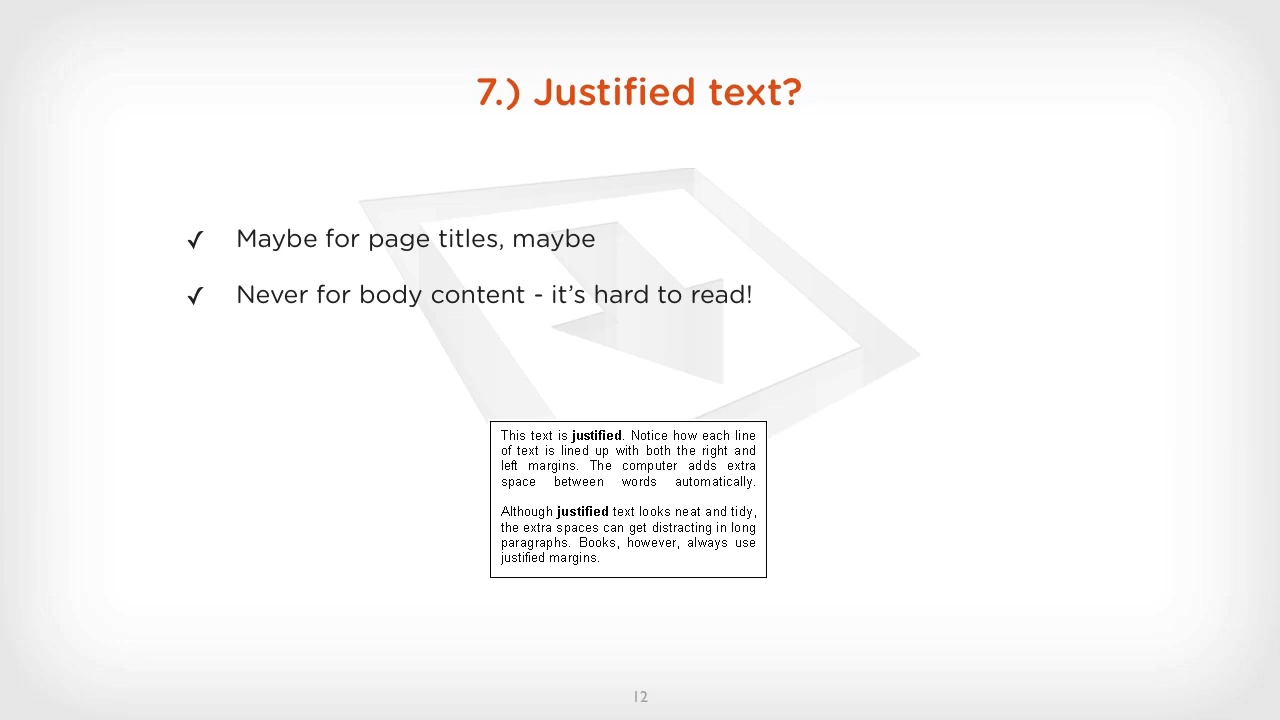 7.) Justified text?
✓ Maybe for page titles, maybe
✓ Never for body content - it’s hard to read!
This text is justified. Notice how each line
of text is lined up with both the right and
left margins. The computer adds extra
space between words automatically.
Although justified text looks neat and tidy,
the extra spaces can get distracting in long
paragraphs. Books, however, always use
justified margins.
12